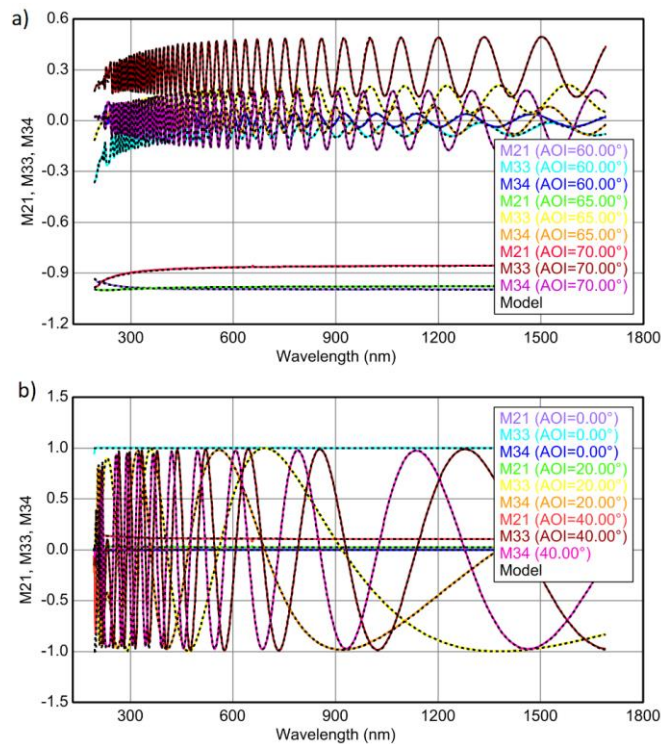 a)
0.6
0.3
0.0
-0.3
-0.6
-0.9
-1.2
M21, M33, M34
M21 (AOI=60.00°)
M33 (AOI=60.00°)
M34 (AOI=60.00°)
M21 (AOI=65.00°)
M33 (AOI=65.00°)
M34 (AOI=65.00°)
M21 (AOI=70.00°)
M33 (AOI=70.00°)
M34 (AOI=70.00°)
Model
300 600 900 1200 1500 1800
Wavelength (nm)
b)
1.5
1.0
0.5
0.0
-0.5
-1.0
-1.5
M21, M33, M34
M21 (AOI=0.00°)
M33 (AOI=0.00°)
M34 (AOI=0.00°)
M21 (AOI=20.00°)
M33 (AOI=20.00°)
M34 (AOI=20.00°)
M21 (AOI=40.00°)
M33 (AOI=40.00°)
M34 (40.00°)
Model
300 600 900 1200 1500 1800
Wavelength (nm)